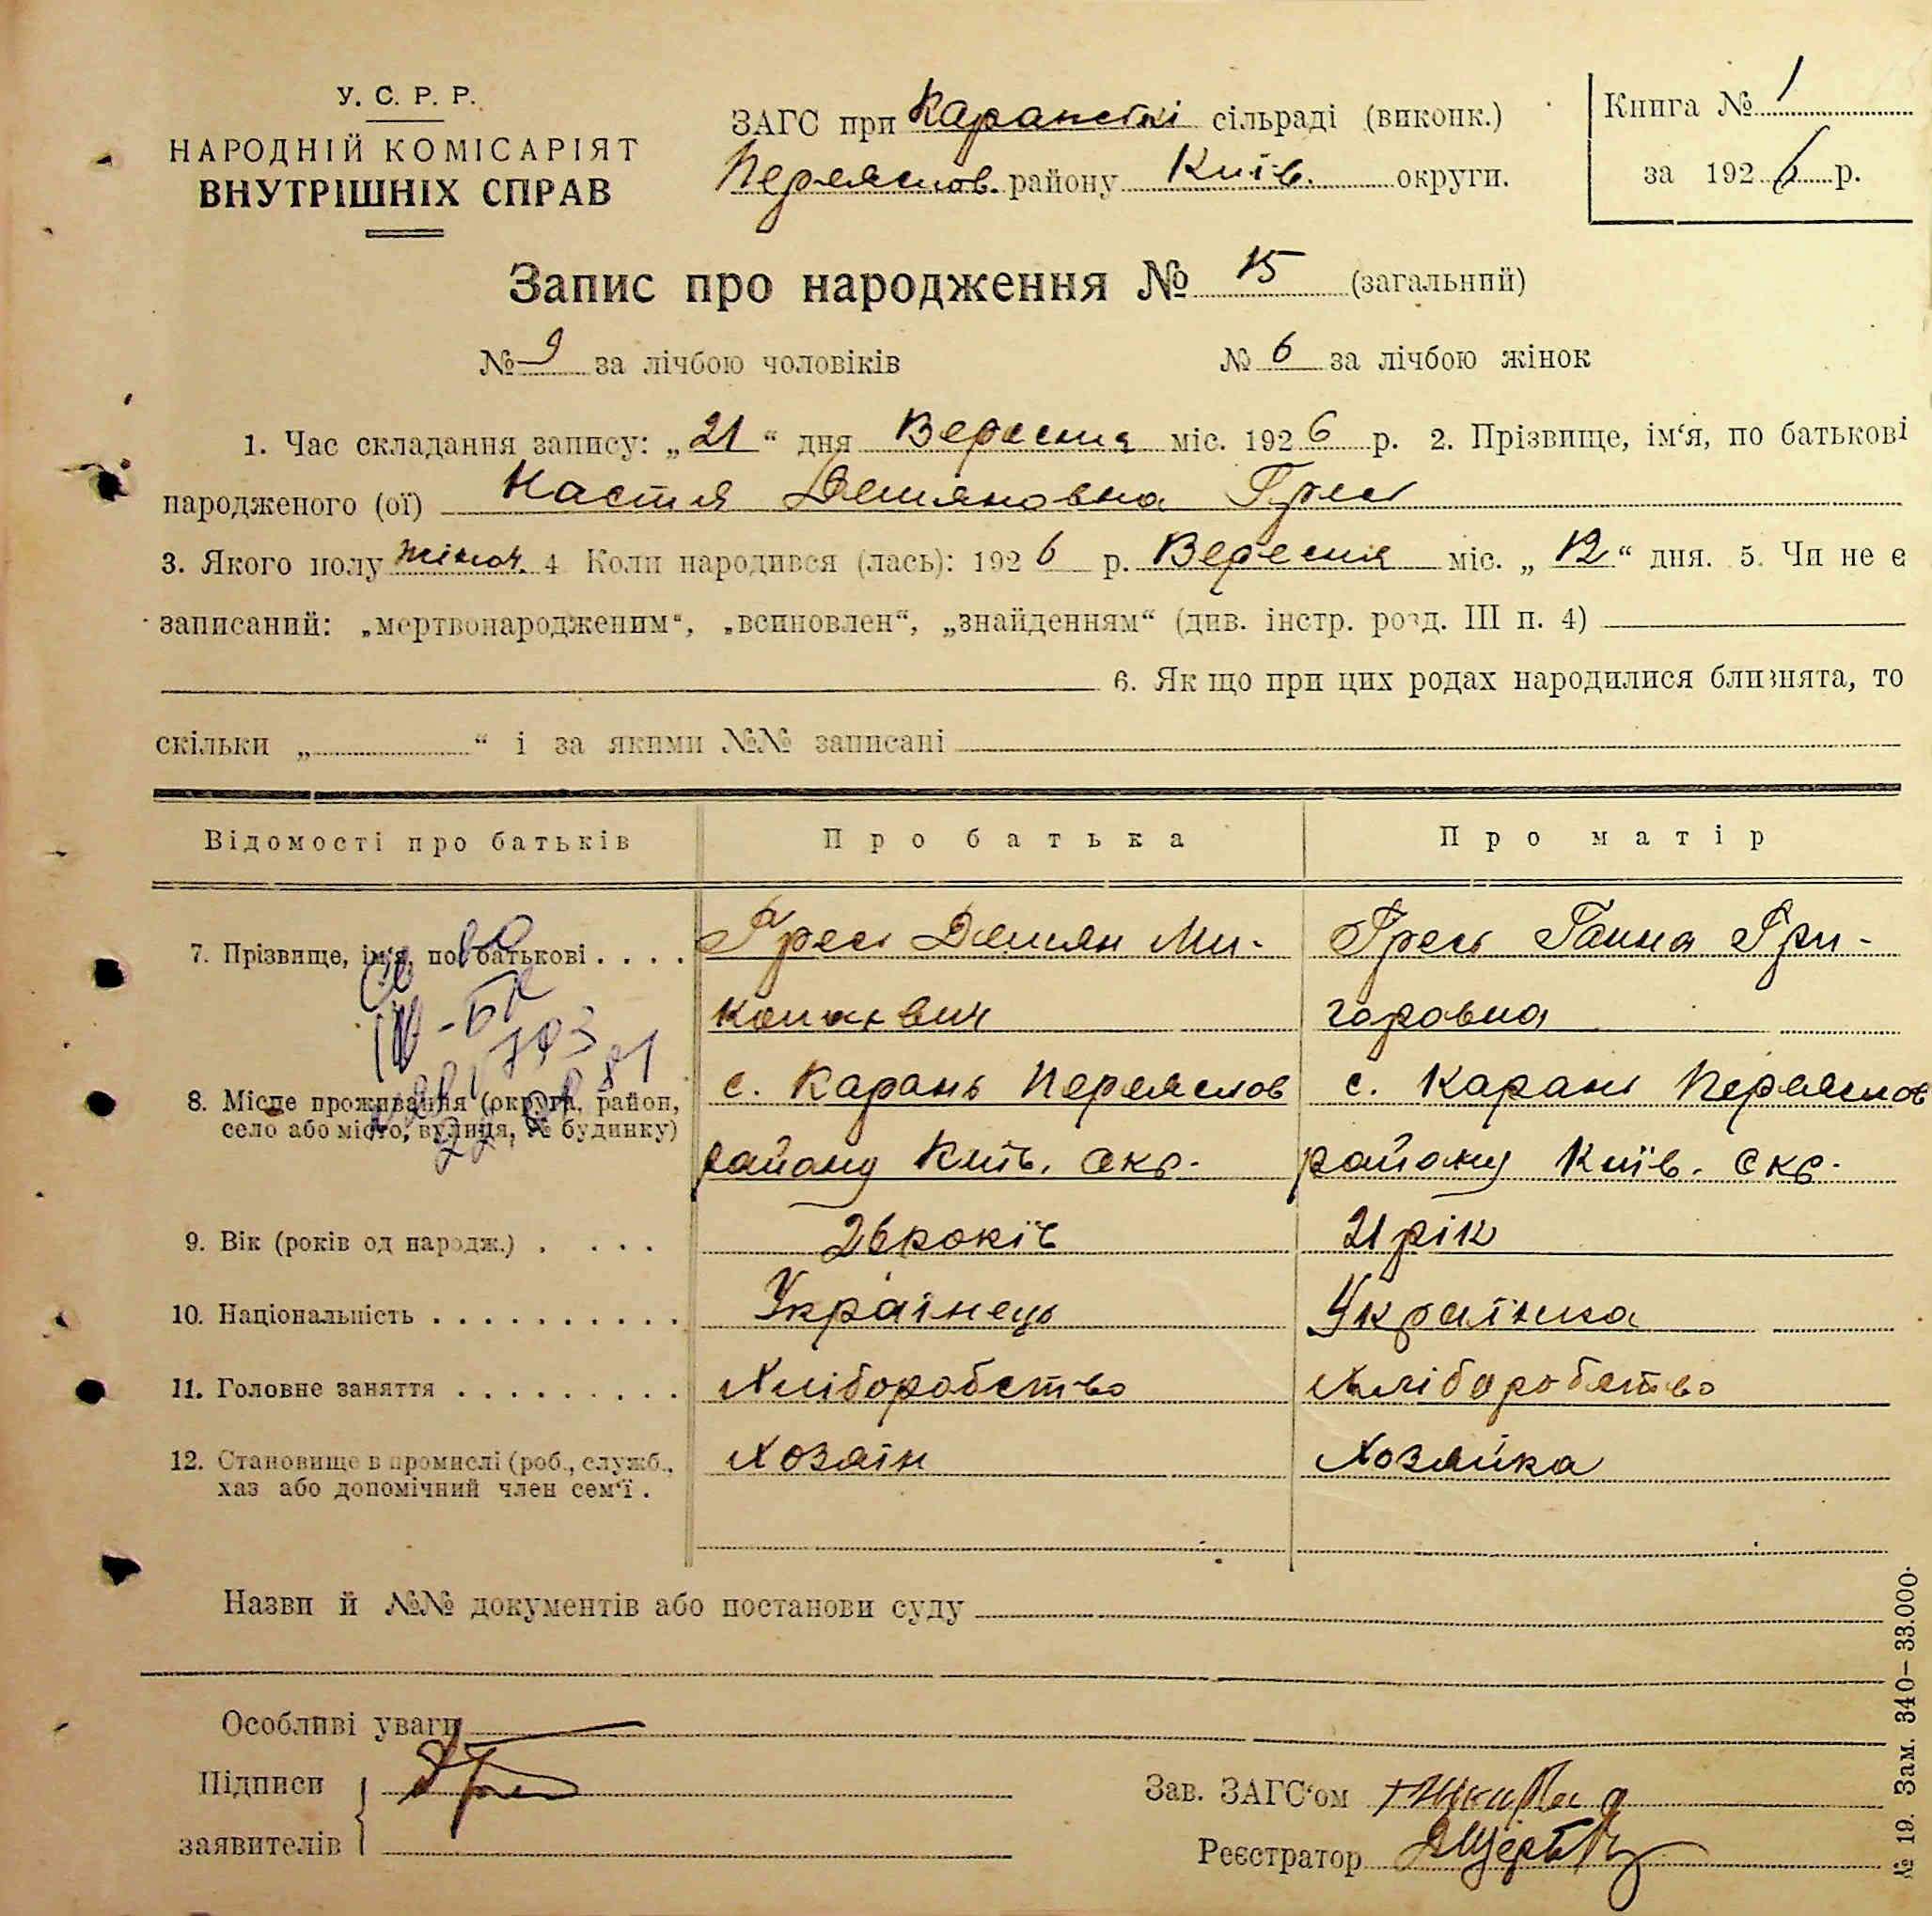 У. С. Р. Р.
НАРОДНІЙ КОМІСАРІЯТ
ВНУТРІШНІХ СПРАВ
ЗАГС при Каранській сільраді (виконк.)
Переяслов. району Київ. округи.
Книга № 1
за 1926 р.
Запис про народження № 15 (загальний)
№ 9 за лічбою чоловіків № 6 за лічбою жінок
1. Час складання запису: „21“ дня Вересня міс. 1926 р. 2. Прізвище, ім‘я, по батькові
народженого (ої) Настя Демяновна Гресь
3. Якого полу жіноч. 4 Коли народився (лась): 1926 р. Вересня міс. „12“ дня. 5. Чи не є
записаний: „мертвонародженим“, „всиновлен“, „знайденням“ (див. інстр. розд. III п. 4)
6. Як що при цих родах народилися близнята, то
скільки „ “ і за якими №№ записані
Відомості про батьків Про батька Про матір
7. Прізвище, ім‘я, по батькові . . . . Гресь Демян Ми- Гресь Ганна Гри-
колаєвич горовна
8. Місце проживання (округа, район, с. Карань Переяслов с. Карань Переяслов
село або місто, вулиця, № будинку) району Київ. окр. району Київ. окр.
9. Вік (років од народж.) . . . . 26 років 21 рік
10. Національність . . . . . . . . . . Українець Українка
11. Головне заняття . . . . . . . . . Хліборобство Хліборобство
12. Становище в промислі (роб., служб., Хозяїн Хозяйка
хаз або допомічний член сем‘ї .
Назви й №№ документів або постанови суду
Особливі уваги
Підписи
заявителів
Зав. ЗАГС‘ом
Реєстратор
№ 19. Зам. 340–33.000.